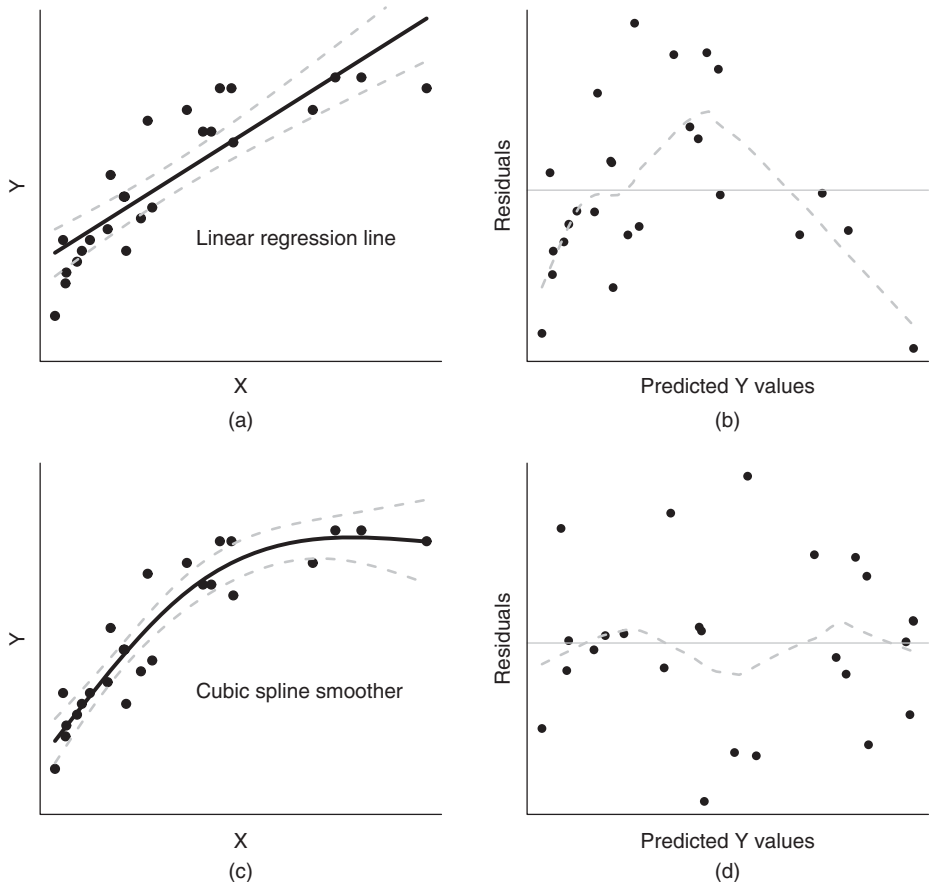 Y
Linear regression line
X
(a)
Residuals
Predicted Y values
(b)
Y
Cubic spline smoother
X
(c)
Residuals
Predicted Y values
(d)